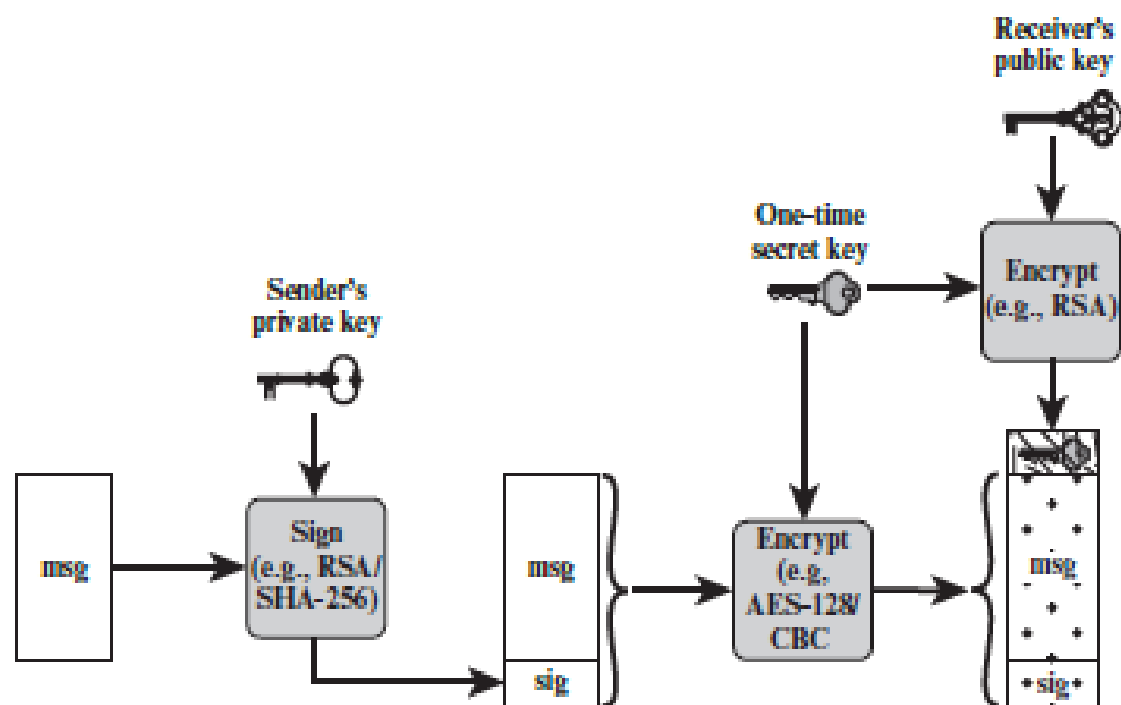 Receiver's
public key
One-time
secret key
Encrypt
(e.g., RSA)
Sender's
private key
msg
Sign
(e.g., RSA/
SHA-256)
msg
sig
Encrypt
(e.g,
AES-128/
CBC
msg
sig